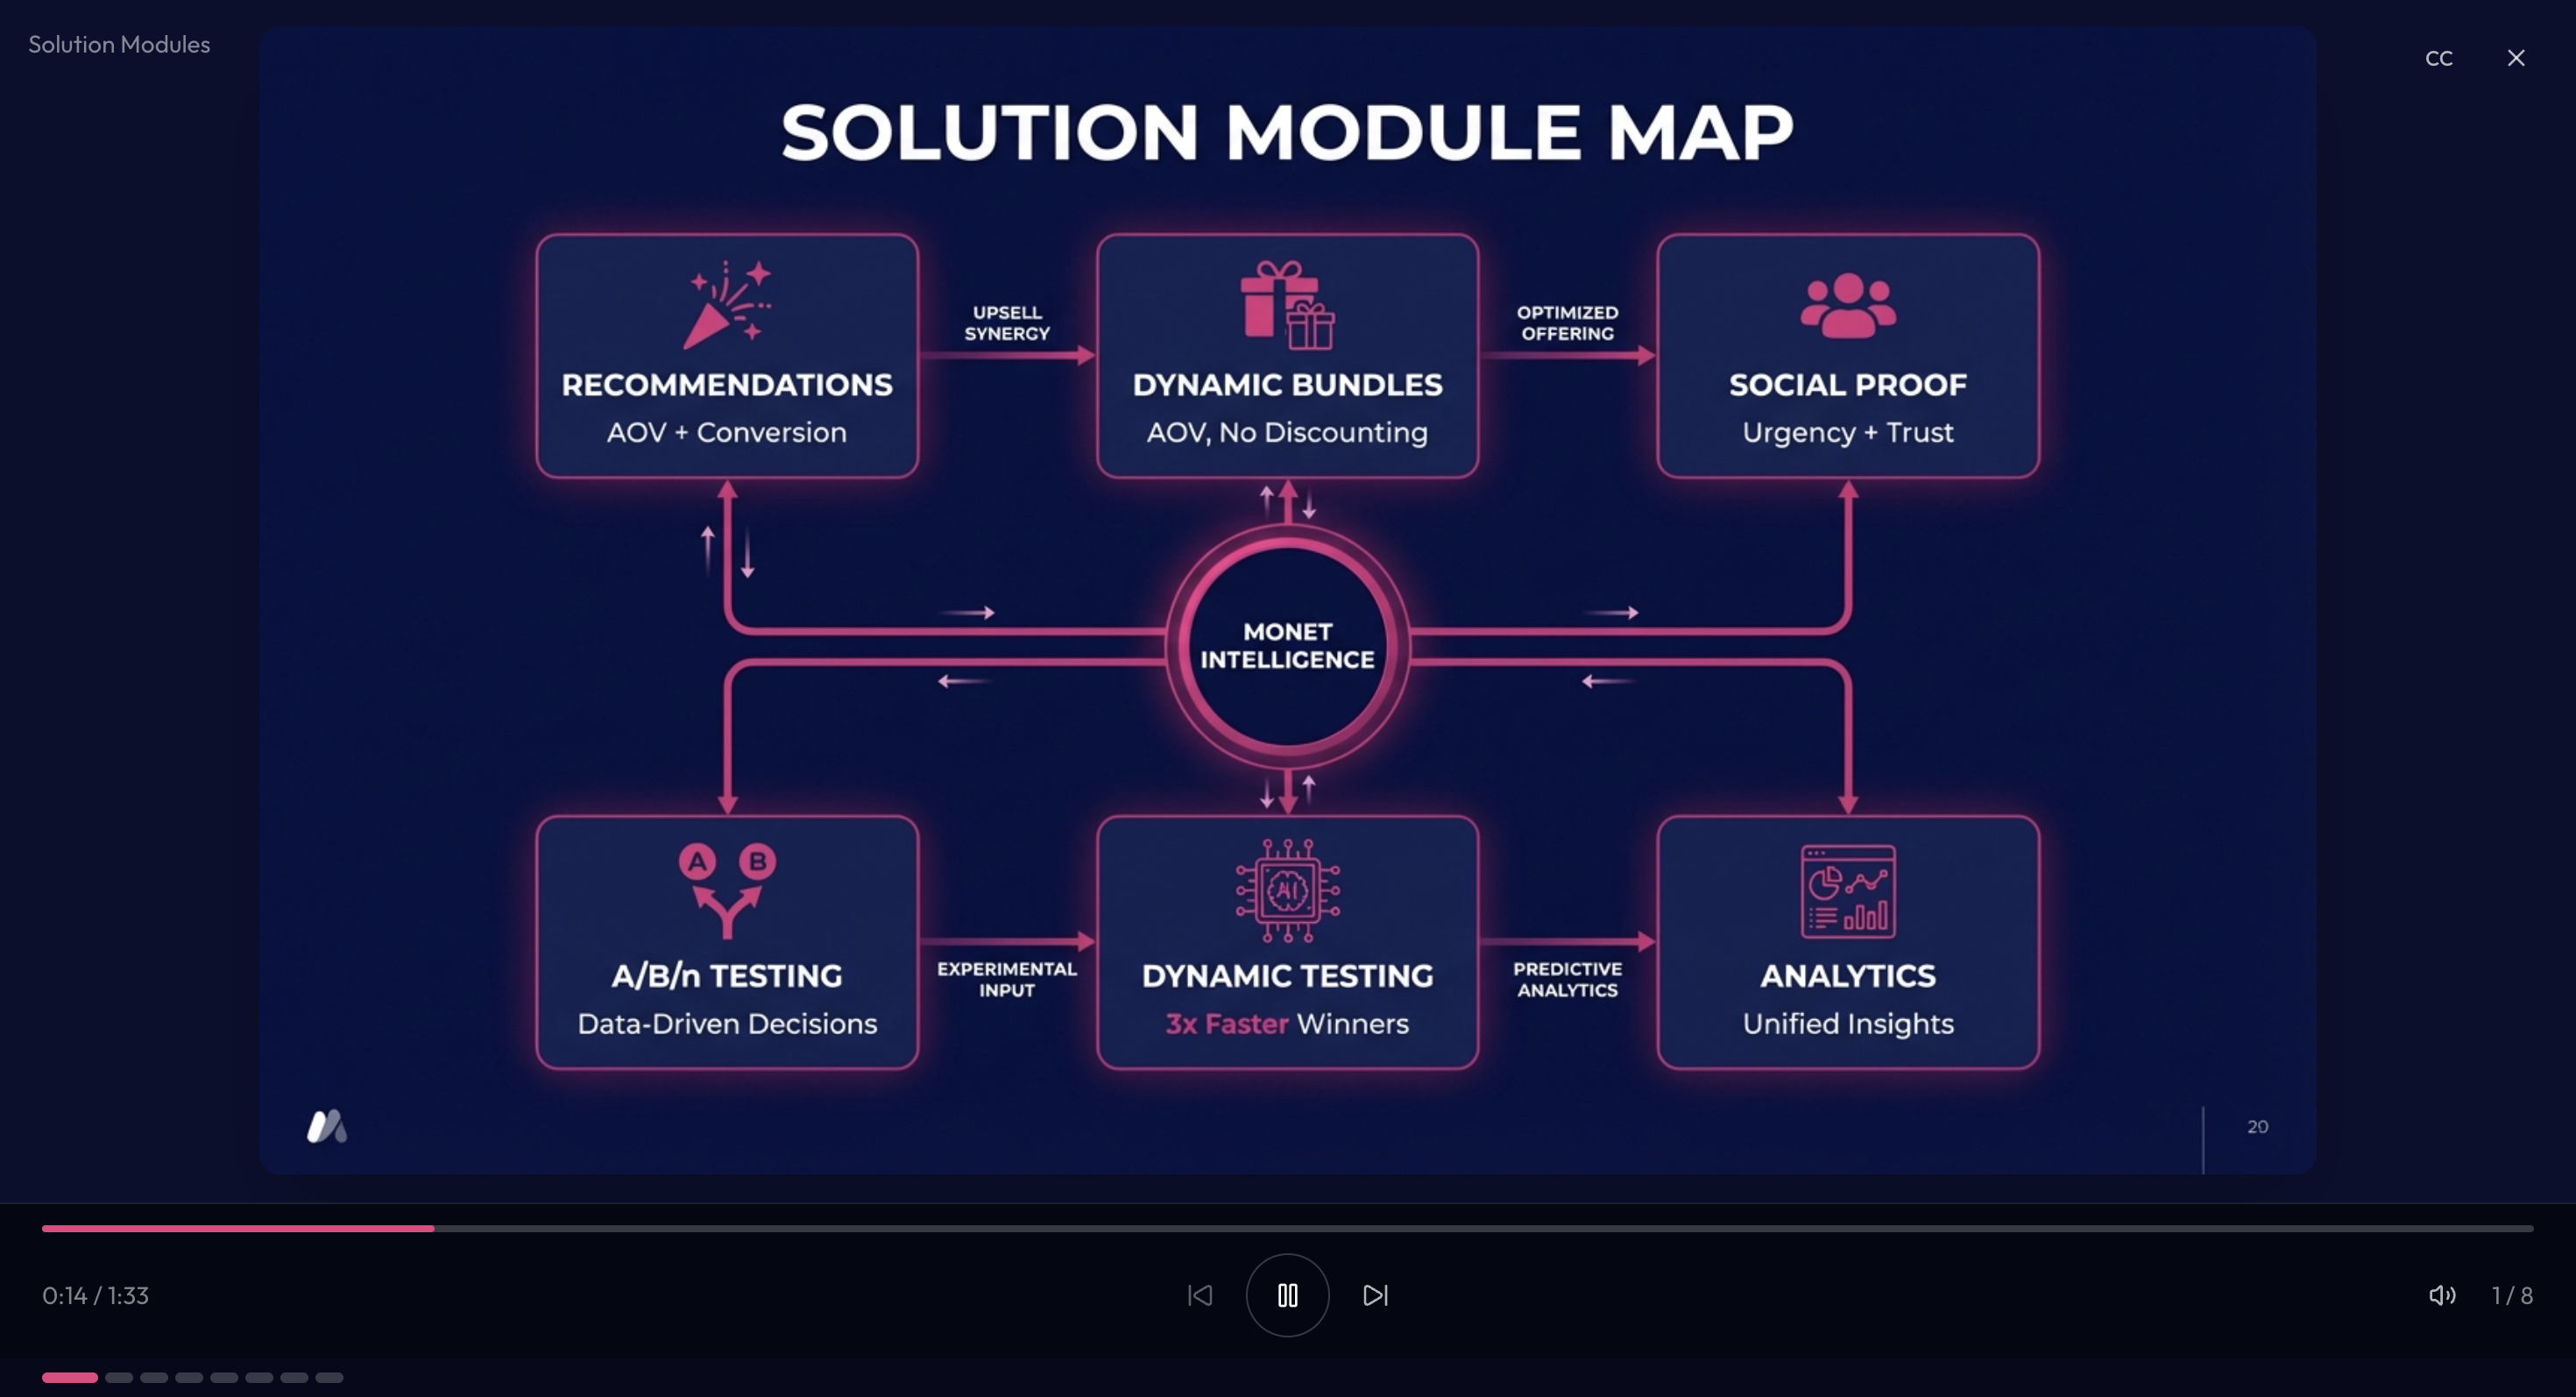 Solution Modules
CC
SOLUTION MODULE MAP
RECOMMENDATIONS
AOV + Conversion
UPSELL
SYNERGY
DYNAMIC BUNDLES
AOV, No Discounting
OPTIMIZED
OFFERING
SOCIAL PROOF
Urgency + Trust
MONET
INTELLIGENCE
A B
A/B/n TESTING
Data-Driven Decisions
EXPERIMENTAL
INPUT
AI
DYNAMIC TESTING
3x Faster Winners
PREDICTIVE
ANALYTICS
ANALYTICS
Unified Insights
20
0:14 / 1:33
1 / 8